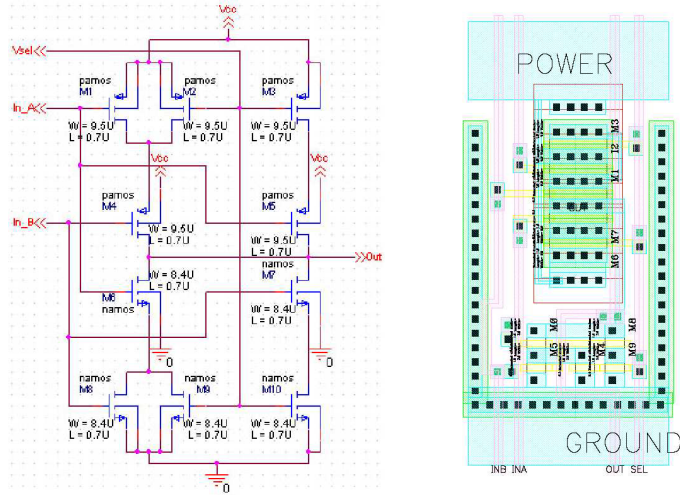 Vcc
Vsel
pamos
M1
pamos
M2
pamos
M3
In_A
W = 9.5U
L = 0.7U
W = 9.5U
L = 0.7U
W = 9.5U
L = 0.7U
Vcc
Vcc
pamos
M4
pamos
M5
In_B
W = 9.5U
L = 0.7U
W = 9.5U
L = 0.7U
Out
W = 8.4U
L = 0.7U
namos
M7
M6
namos
W = 8.4U
L = 0.7U
0
0
namos
M8
namos
M9
namos
M10
W = 8.4U
L = 0.7U
W = 8.4U
L = 0.7U
W = 8.4U
L = 0.7U
0
POWER
M3
I2
M1
OUT
M7
M6
M0
M8
M5
M4
M9
GROUND
INB INA
OUT SEL